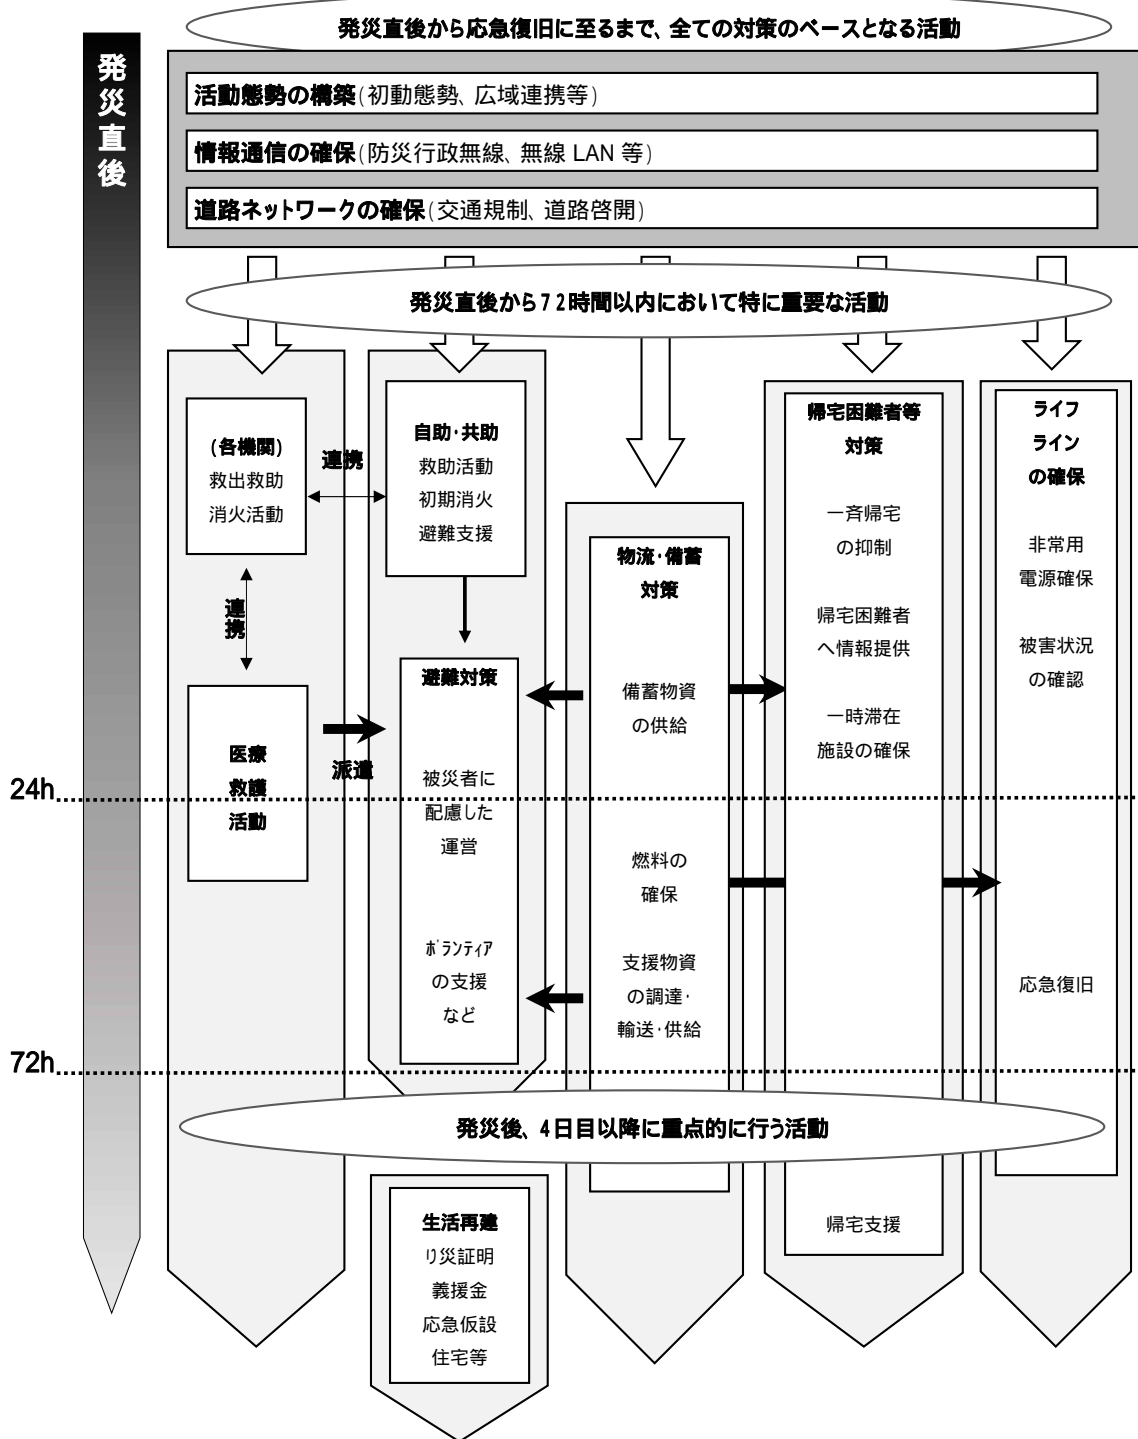 発災直後から応急復旧に至るまで、全ての対策のベースとなる活動
発災直後
活動態勢の構築(初動態勢、広域連携等)
情報通信の確保(防災行政無線、無線 LAN 等)
道路ネットワークの確保(交通規制、道路啓開)
発災直後から72時間以内において特に重要な活動
(各機関)
救出救助
消火活動
連携
自助・共助
救助活動
初期消火
避難支援
連携
医療
救護
活動
派遣
避難対策
被災者に
配慮した
運営
ボランティア
の支援
など
物流・備蓄
対策
備蓄物資
の供給
燃料の
確保
支援物資
の調達・
輸送・供給
帰宅困難者等
対策
一斉帰宅
の抑制
帰宅困難者
へ情報提供
一時滞在
施設の確保
帰宅支援
ライフ
ライン
の確保
非常用
電源確保
被害状況
の確認
応急復旧
24h
72h
発災後、4日目以降に重点的に行う活動
生活再建
り災証明
義援金
応急仮設
住宅等